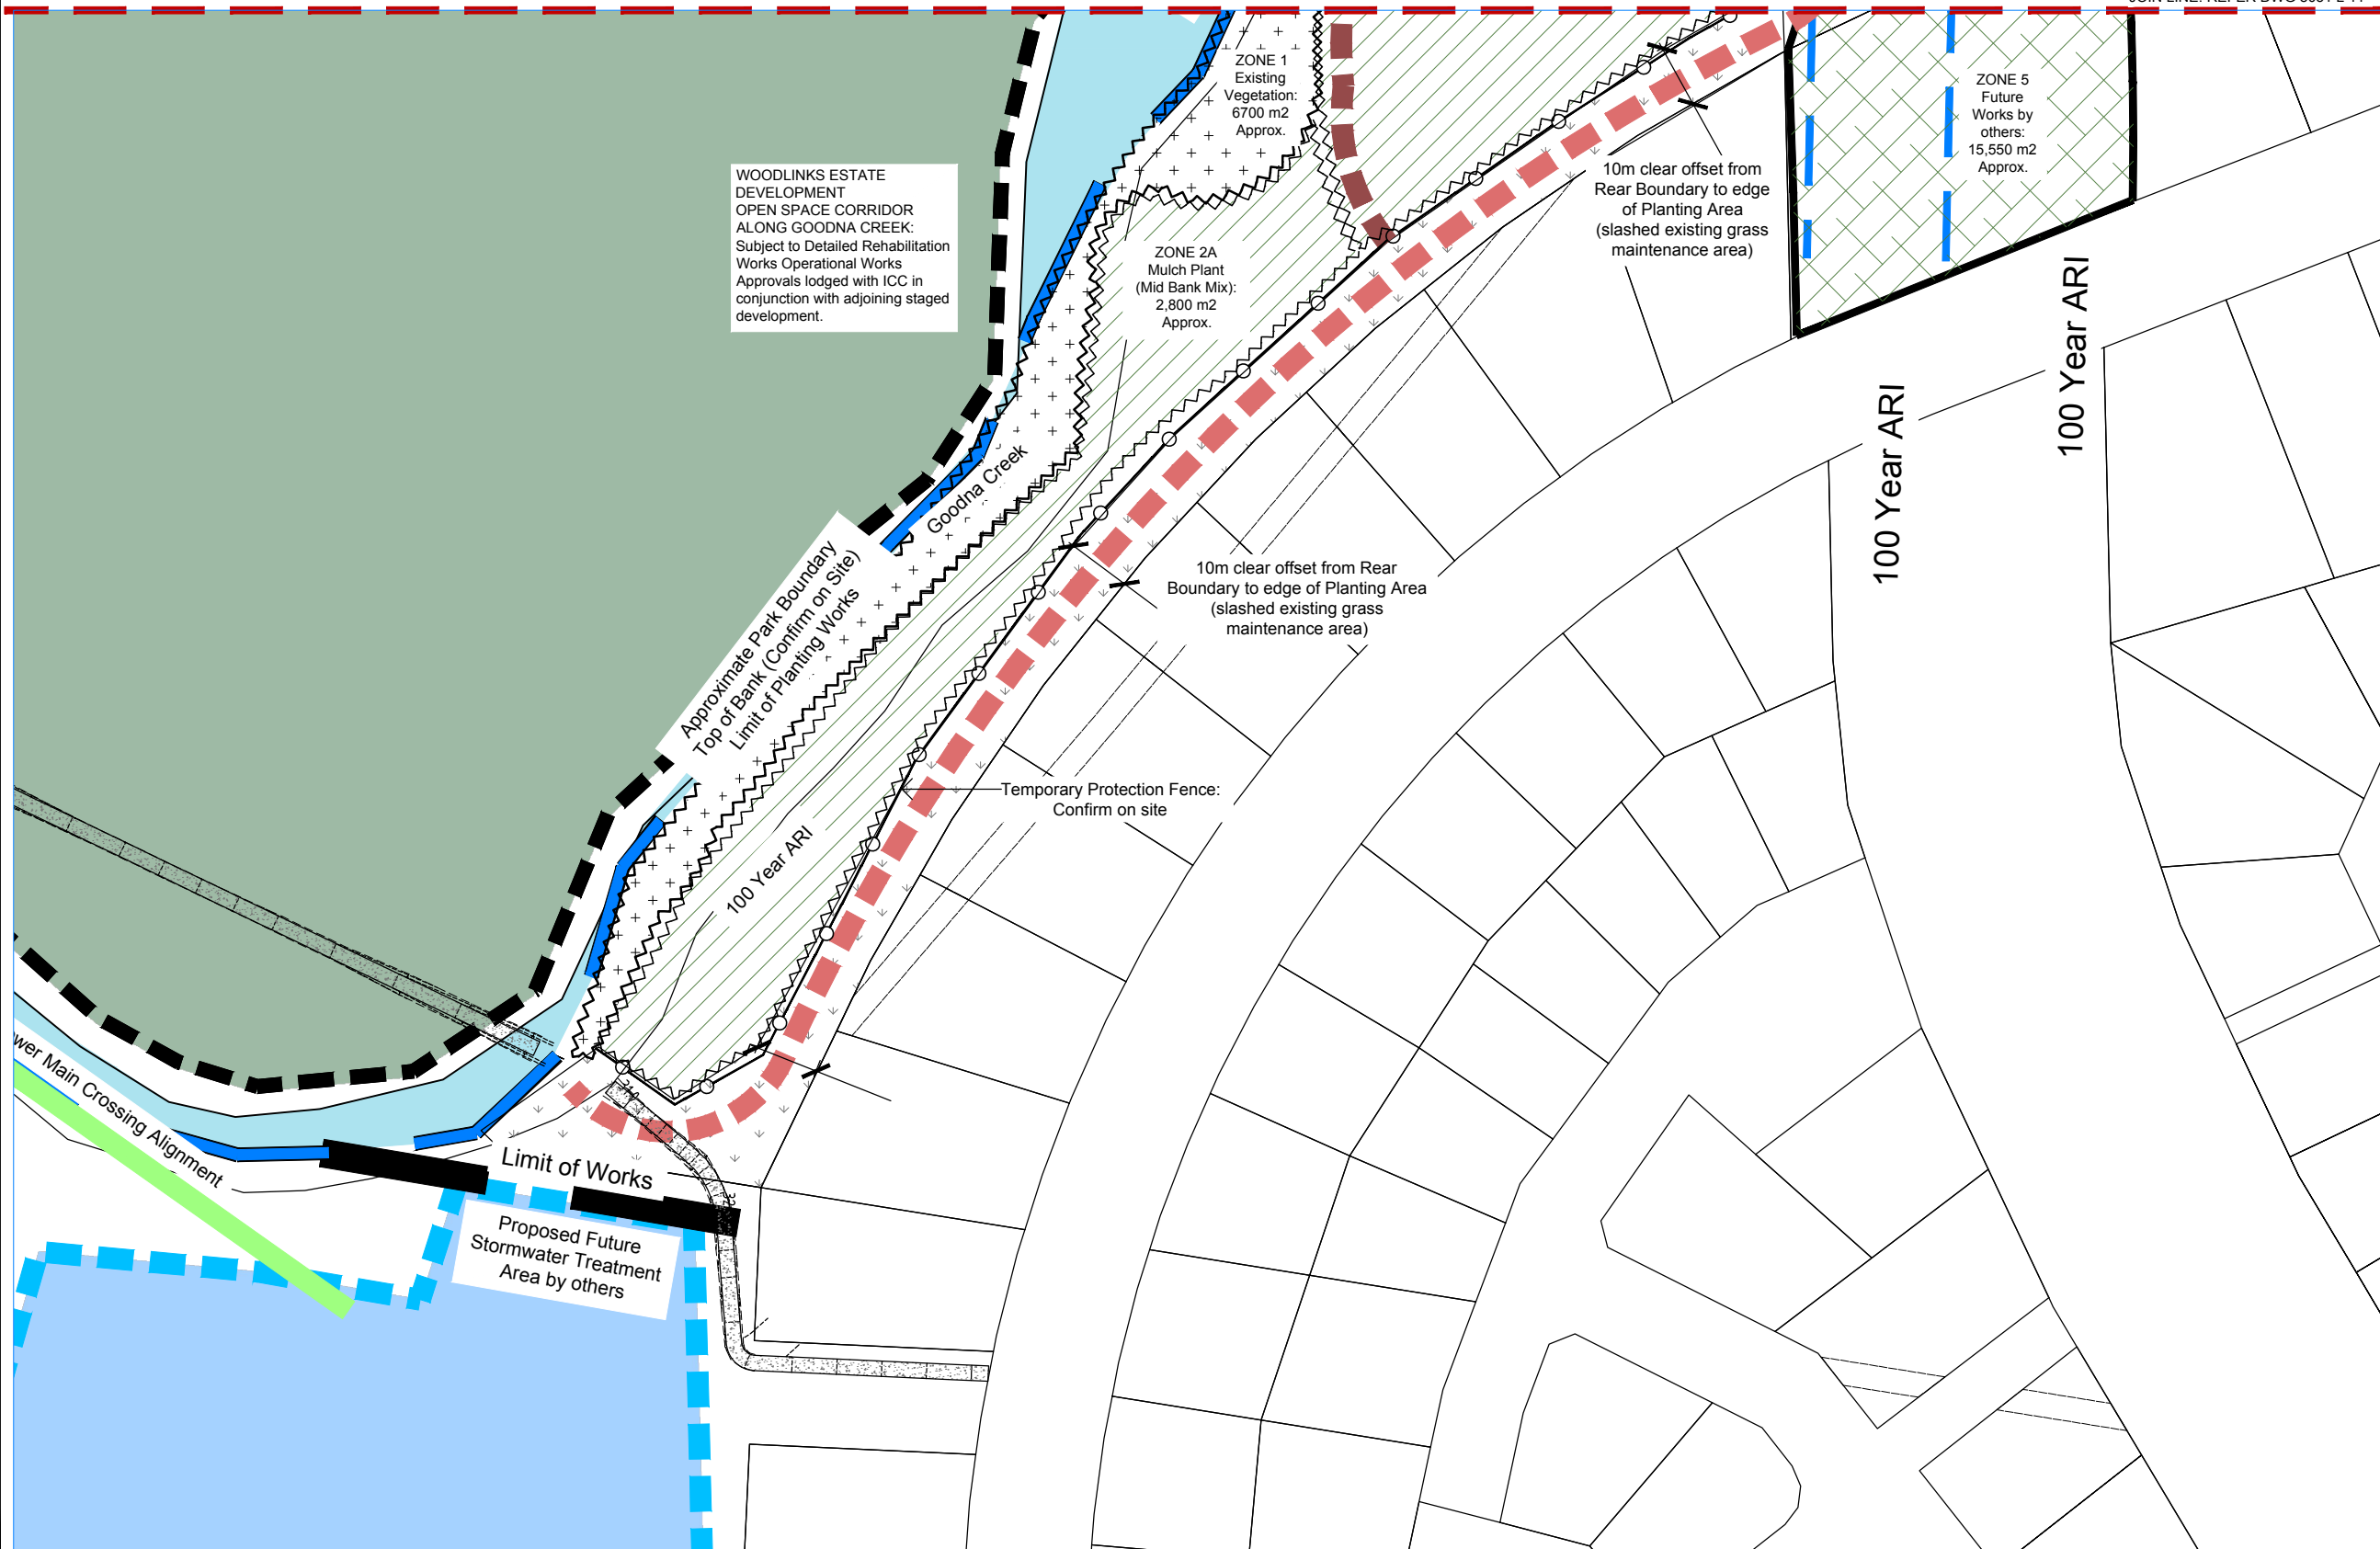 ZONE 1
Existing
Vegetation:
6700 m2
Approx.
ZONE 5
Future
Works by
others:
15,550 m2
Approx.
WOODLINKS ESTATE
DEVELOPMENT
OPEN SPACE CORRIDOR
ALONG GOODNA CREEK:
Subject to Detailed Rehabilitation
Works Operational Works
Approvals lodged with ICC in
conjunction with adjoining staged
development.
10m clear offset from
Rear Boundary to edge
of Planting Area
(slashed existing grass
maintenance area)
ZONE 2A
Mulch Plant
(Mid Bank Mix):
2,800 m2
Approx.
100 Year ARI
100 Year ARI
Goodna Creek
Approximate Park Boundary
Top of Bank (Confirm on Site)
Limit of Planting Works
10m clear offset from Rear
Boundary to edge of Planting Area
(slashed existing grass
maintenance area)
Temporary Protection Fence:
Confirm on site
100 Year ARI
Main Crossing Alignment
Limit of Works
Proposed Future
Stormwater Treatment
Area by others